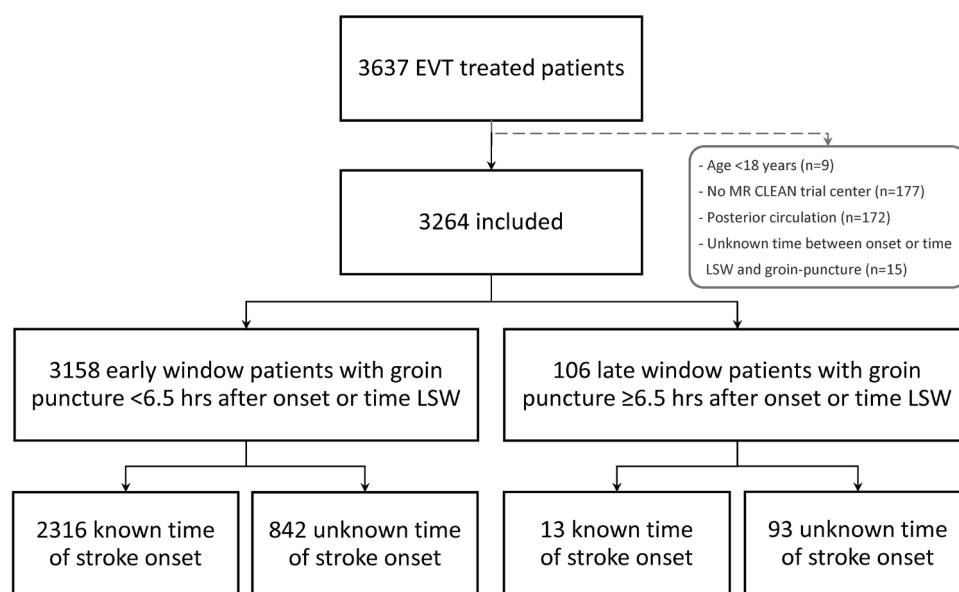 3637 EVT treated patients
- Age <18 years (n=9)
- No MR CLEAN trial center (n=177)
- Posterior circulation (n=172)
- Unknown time between onset or time
LSW and groin-puncture (n=15)
3264 included
3158 early window patients with groin
puncture <6.5 hrs after onset or time LSW
106 late window patients with groin
puncture ≥6.5 hrs after onset or time LSW
2316 known time
of stroke onset
842 unknown time
of stroke onset
13 known time
of stroke onset
93 unknown time
of stroke onset